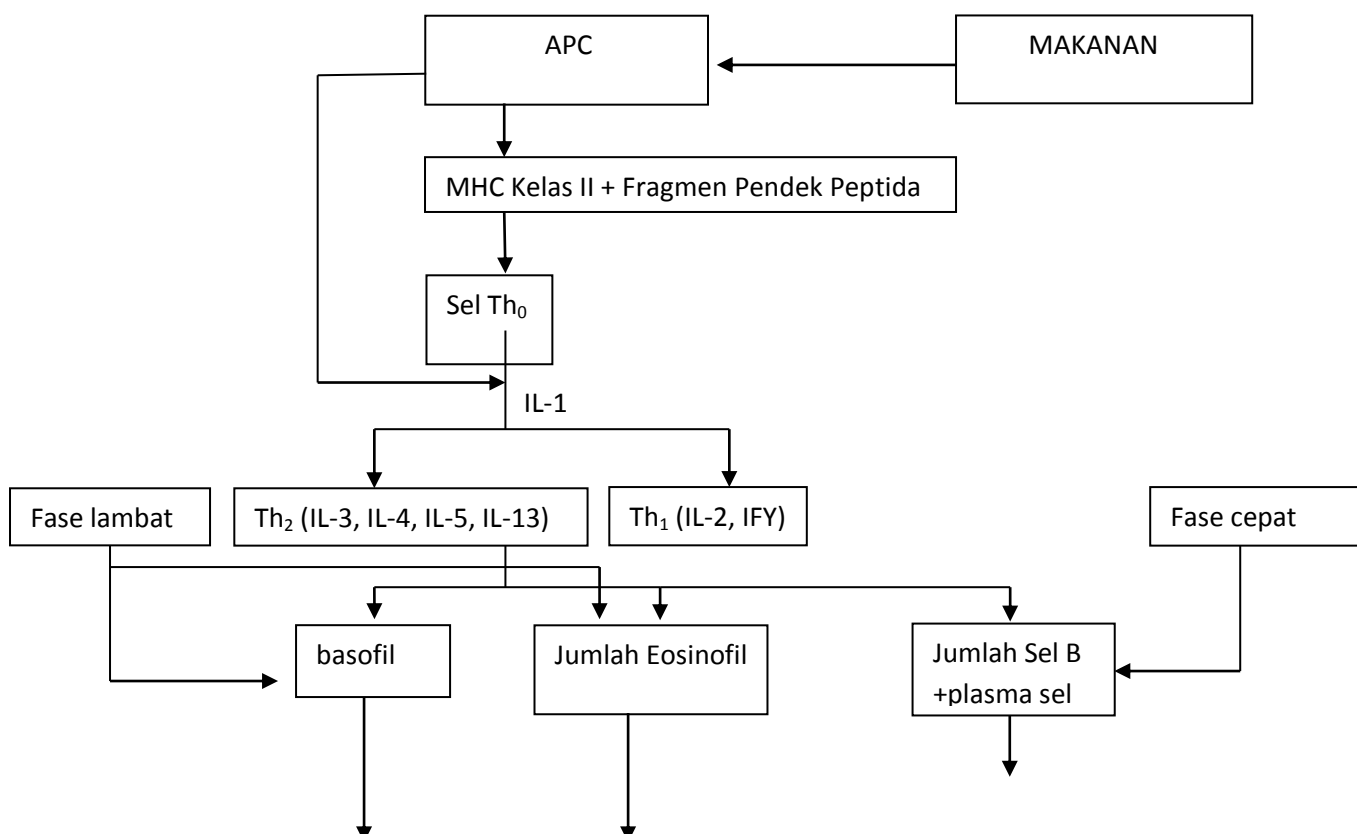 APC
MAKANAN
MHC Kelas II + Fragmen Pendek Peptida
Sel Th₀
IL-1
Fase lambat
Th₂ (IL-3, IL-4, IL-5, IL-13)
Th₁ (IL-2, IFY)
Fase cepat
basofil
Jumlah Eosinofil
Jumlah Sel B
+plasma sel